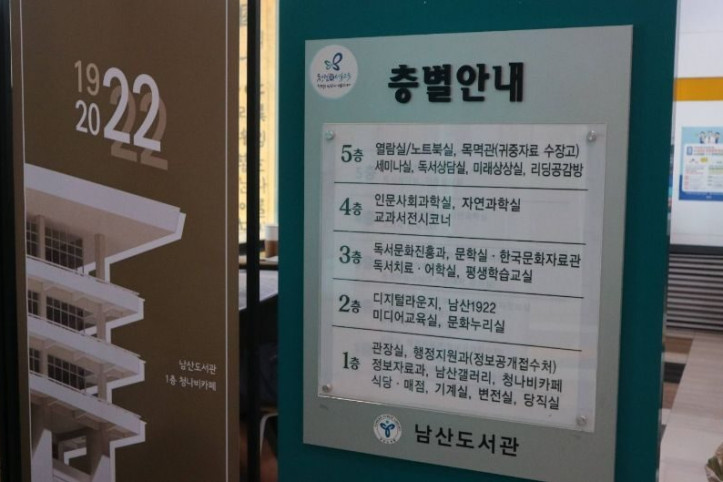 19
20
22
22
남산도서관
1층 청나비카페
층별안내
5층 열람실/노트북실, 목멱관(귀중자료 수장고)
세미나실, 독서상담실, 미래상상실, 리딩공감방
4층 인문사회과학실, 자연과학실
교과서전시코너
3층 독서문화진흥과, 문학실·한국문화자료관
독서치료·어학실, 평생학습교실
2층 디지털라운지, 남산1922
미디어교육실, 문화누리실
1층 관장실, 행정지원과(정보공개접수처)
정보자료과, 남산갤러리, 청나비카페
식당·매점, 기계실, 변전실, 당직실
남산도서관